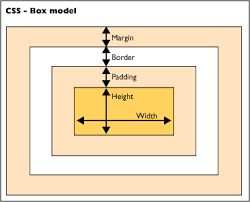 CSS - Box model
Margin
Border
Padding
Height
Width